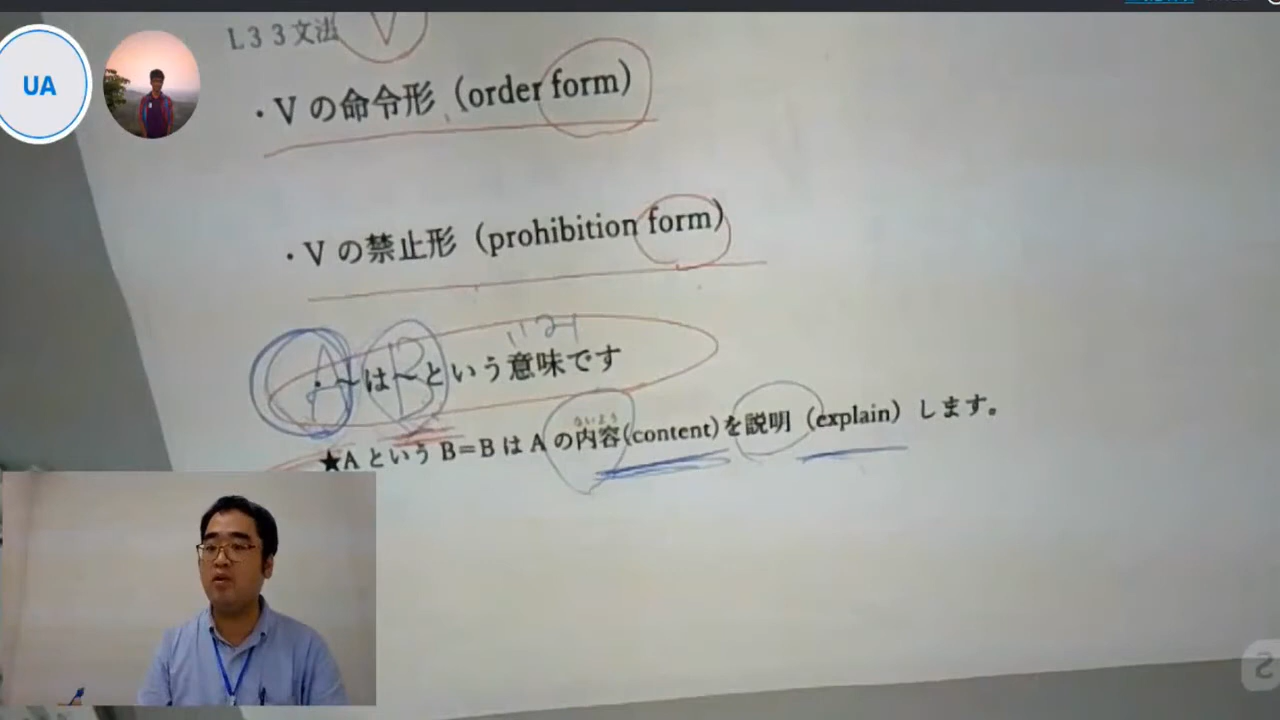 L33文法
V
UA
・Vの命令形（order form）
・Vの禁止形（prohibition form）
A B
・～は～という意味です
ないよう
★AというB=BはAの内容(content)を説明（explain）します。